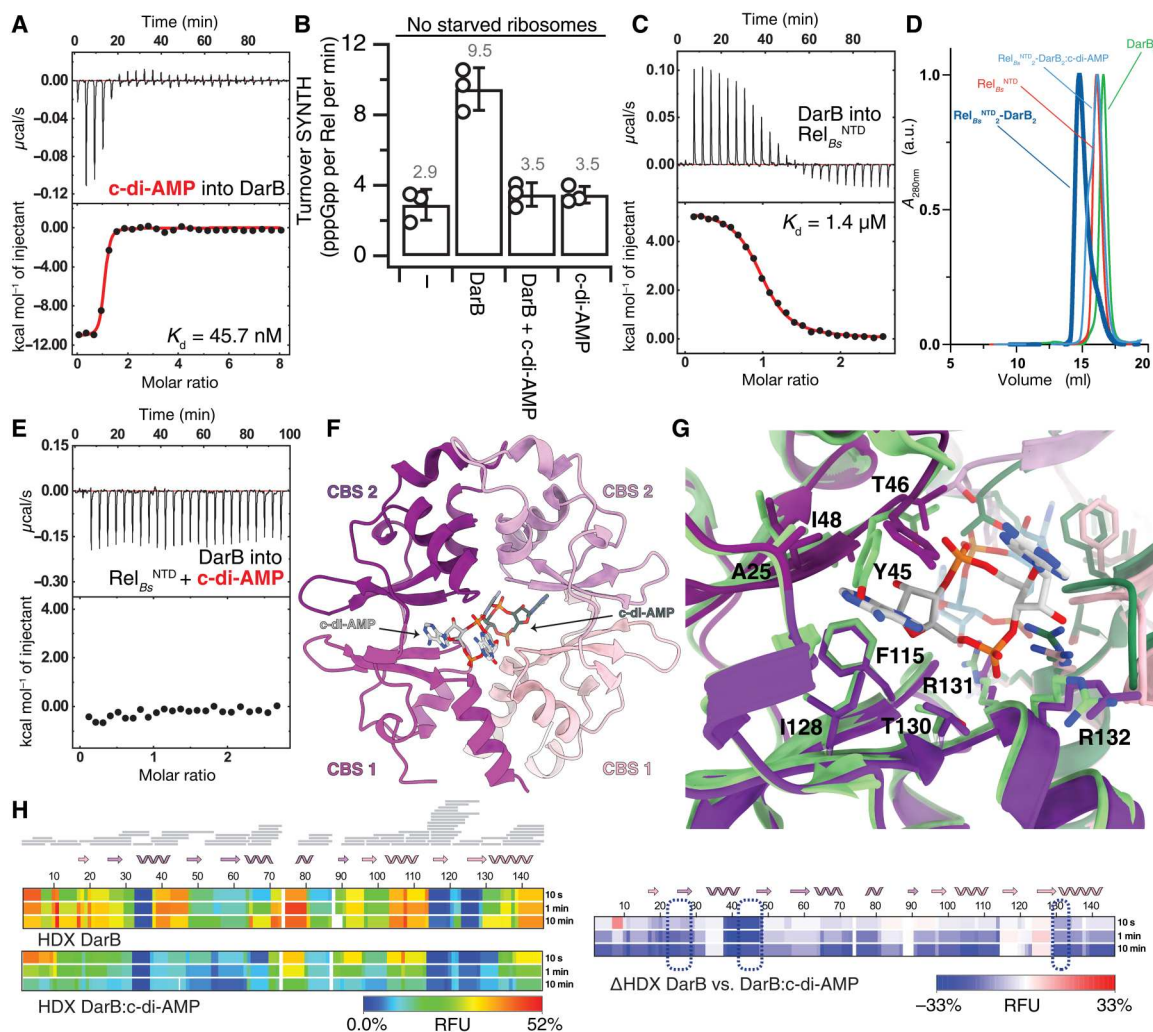 A
Time (min)
0 20 40 60 80
0.00
−0.04
−0.08
−0.12
µcal/s
c-di-AMP into DarB
0.00
−4.00
−8.00
−12.00
kcal mol⁻¹ of injectant
Kd = 45.7 nM
0 2 4 6 8
Molar ratio
B
No starved ribosomes
12
8
4
0
Turnover SYNTH
(pppGpp per Rel per min)
2.9
9.5
3.5
3.5
–
DarB
DarB + c-di-AMP
c-di-AMP
C
Time (min)
0 20 40 60 80
0.10
0.05
0.00
µcal/s
DarB into
RelBsNTD
4.00
2.00
0.00
kcal mol⁻¹ of injectant
Kd = 1.4 µM
0 1 2
Molar ratio
D
DarB
RelBsNTD2-DarB2:c-di-AMP
RelBsNTD
RelBsNTD2-DarB2
1.0
0.5
0.0
A280nm (a.u.)
5 10 15 20
Volume (ml)
E
Time (min)
0 20 40 60 80 100
0.15
0.00
−0.15
−0.30
µcal/s
DarB into
RelBsNTD + c-di-AMP
4.00
2.00
0.00
kcal mol⁻¹ of injectant
0 1 2
Molar ratio
F
CBS 2
CBS 2
c-di-AMP
c-di-AMP
CBS 1
CBS 1
G
T46
I48
A25
Y45
F115
R131
I128
T130
R132
H
10 20 30 40 50 60 70 80 90 100 110 120 130 140
10 s
1 min
10 min
HDX DarB
10 s
1 min
10 min
HDX DarB:c-di-AMP
0.0% RFU 52%
10 20 30 40 50 60 70 80 90 100 110 120 130 140
10 s
1 min
10 min
ΔHDX DarB vs. DarB:c-di-AMP
−33% RFU 33%